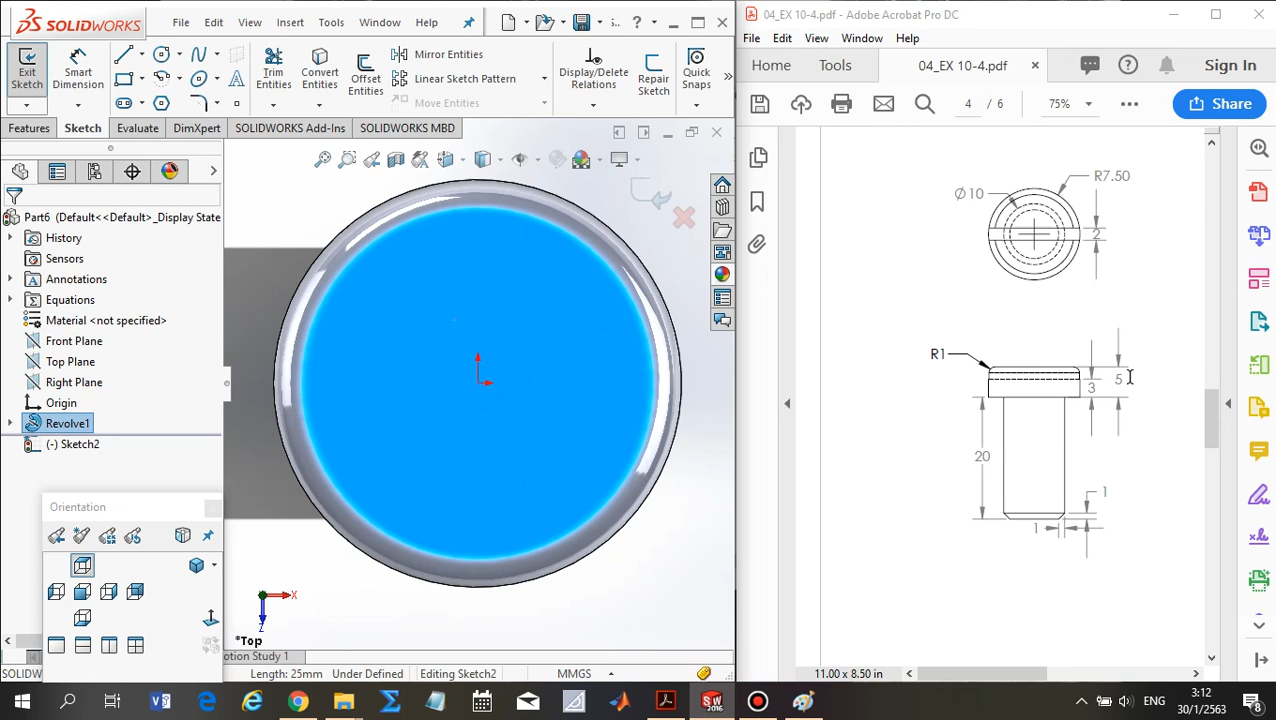 SOLIDWORKS
File
Edit
View
Insert
Tools
Window
Help
Exit Sketch
Smart Dimension
Trim Entities
Convert Entities
Offset Entities
Mirror Entities
Linear Sketch Pattern
Move Entities
Display/Delete Relations
Repair Sketch
Quick Snaps
Features
Sketch
Evaluate
DimXpert
SOLIDWORKS Add-Ins
SOLIDWORKS MBD
Part6 (Default<<Default>_Display State
History
Sensors
Annotations
Equations
Material <not specified>
Front Plane
Top Plane
Right Plane
Origin
Revolve1
(-) Sketch2
Orientation
X
Z
*Top
otion Study 1
SOLIDW
Length: 25mm
Under Defined
Editing Sketch2
MMGS
04_EX 10-4.pdf - Adobe Acrobat Pro DC
File
Edit
View
Window
Help
Home
Tools
04_EX 10-4.pdf
Sign In
4 / 6
75%
Share
Ø10
R7.50
2
R1
5
3
20
1
1
11.00 x 8.50 in
ENG
3:12
30/1/2563
8
SW
2016